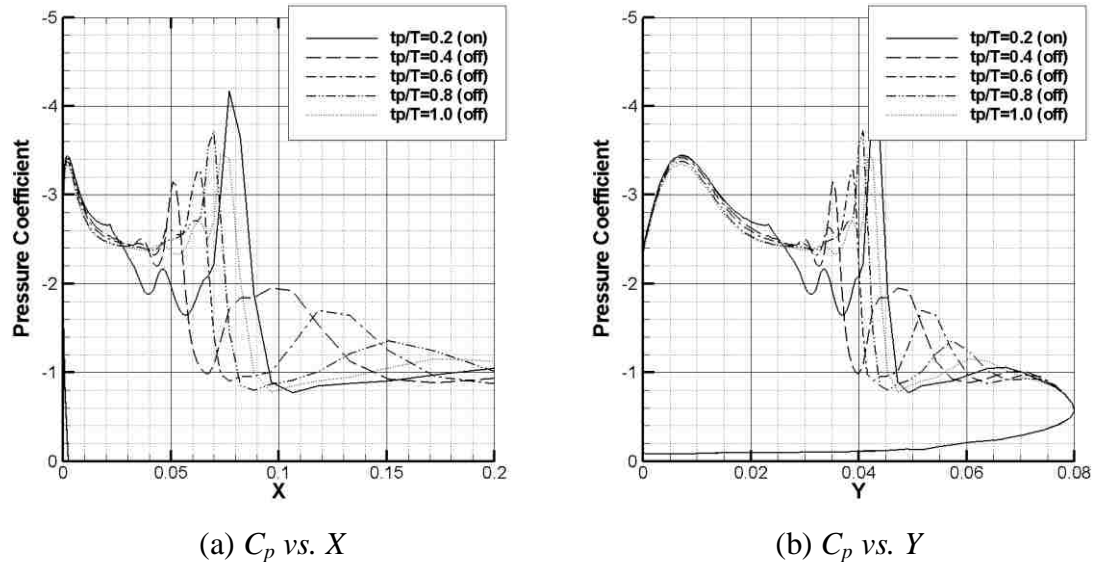 -5
-4
-3
-2
-1
0
Pressure Coefficient
0
0.05
0.1
0.15
0.2
X
tp/T=0.2 (on)
tp/T=0.4 (off)
tp/T=0.6 (off)
tp/T=0.8 (off)
tp/T=1.0 (off)
(a) Cp vs. X
-5
-4
-3
-2
-1
0
Pressure Coefficient
0
0.02
0.04
0.06
0.08
Y
tp/T=0.2 (on)
tp/T=0.4 (off)
tp/T=0.6 (off)
tp/T=0.8 (off)
tp/T=1.0 (off)
(b) Cp vs. Y